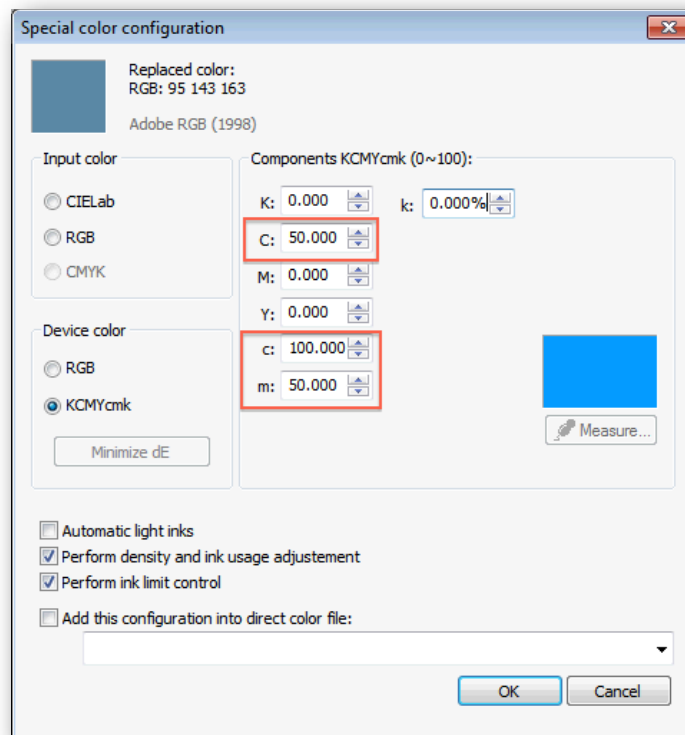 Special color configuration
Replaced color:
RGB: 95 143 163
Adobe RGB (1998)
Input color
CIELab
RGB
CMYK
Device color
RGB
KCMYcmk
Minimize dE
Components KCMYcmk (0~100):
K: 0.000 k: 0.000%
C: 50.000
M: 0.000
Y: 0.000
c: 100.000
m: 50.000
Measure...
Automatic light inks
Perform density and ink usage adjustement
Perform ink limit control
Add this configuration into direct color file:
OK Cancel